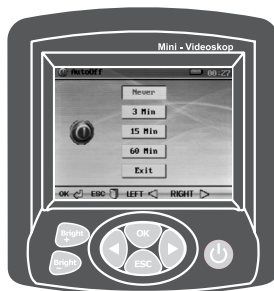 Mini - Videoskop
AutoOff 00:27
Never
3 Min
15 Min
60 Min
Exit
OK ESC LEFT RIGHT
Bright +
OK
Bright −
ESC